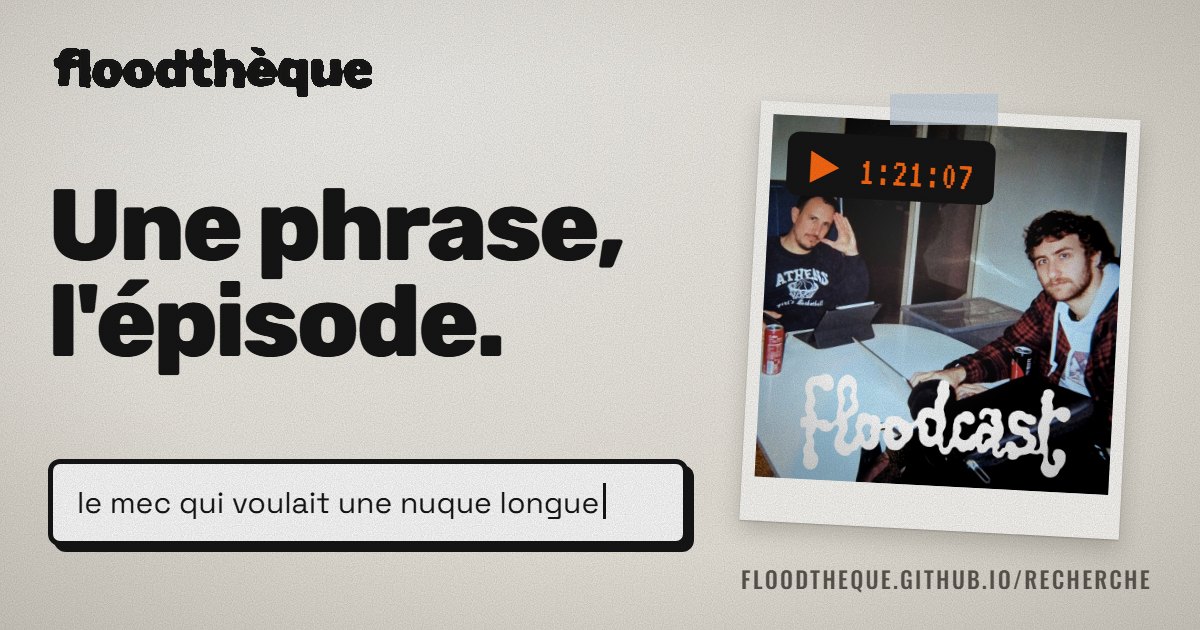 floodthèque
Une phrase,
l'épisode.
le mec qui voulait une nuque longue
1:21:07
ATHENS
floodcast
FLOODTHEQUE.GITHUB.IO/RECHERCHE